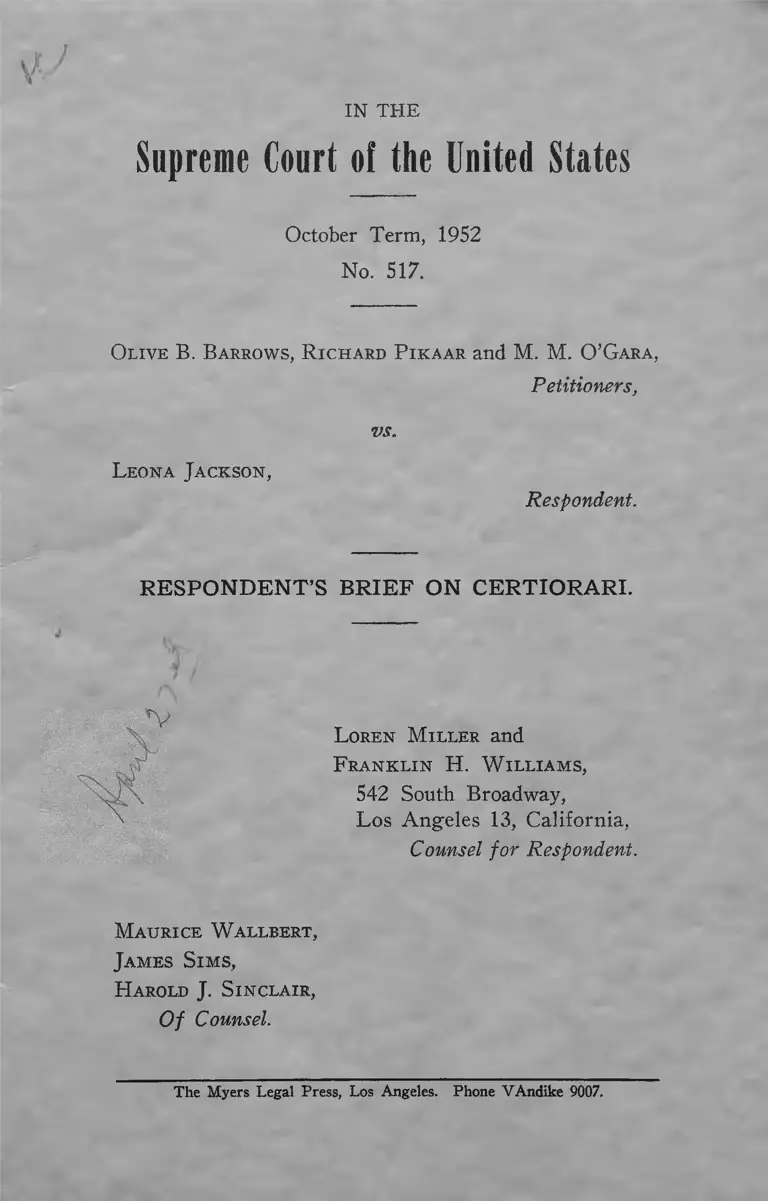 IN THE
Supreme Court of the United States
October Term, 1952
No. 517.
OLIVE B. BARROWS, RICHARD PIKAAR and M. M. O'GARA,
Petitioners,
vs.
LEONA JACKSON,
Respondent.
RESPONDENT'S BRIEF ON CERTIORARI.
April 27
LOREN MILLER and
FRANKLIN H. WILLIAMS,
542 South Broadway,
Los Angeles 13, California,
Counsel for Respondent.
MAURICE WALLBERT,
JAMES SIMS,
HAROLD J. SINCLAIR,
Of Counsel.
The Myers Legal Press, Los Angeles. Phone VAndike 9007.